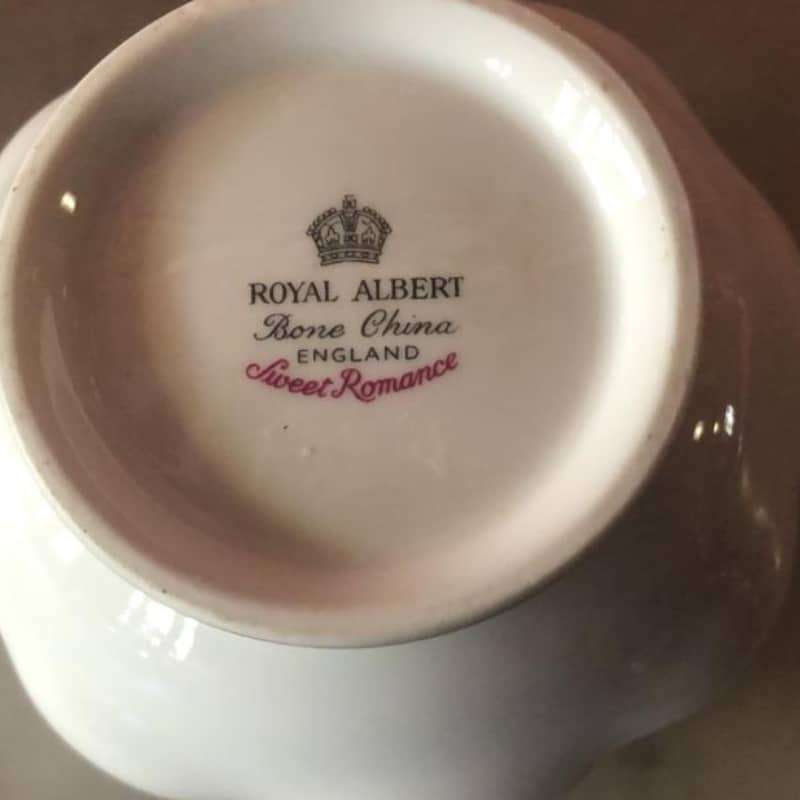 ROYAL ALBERT
Bone China
ENGLAND
Sweet Romance